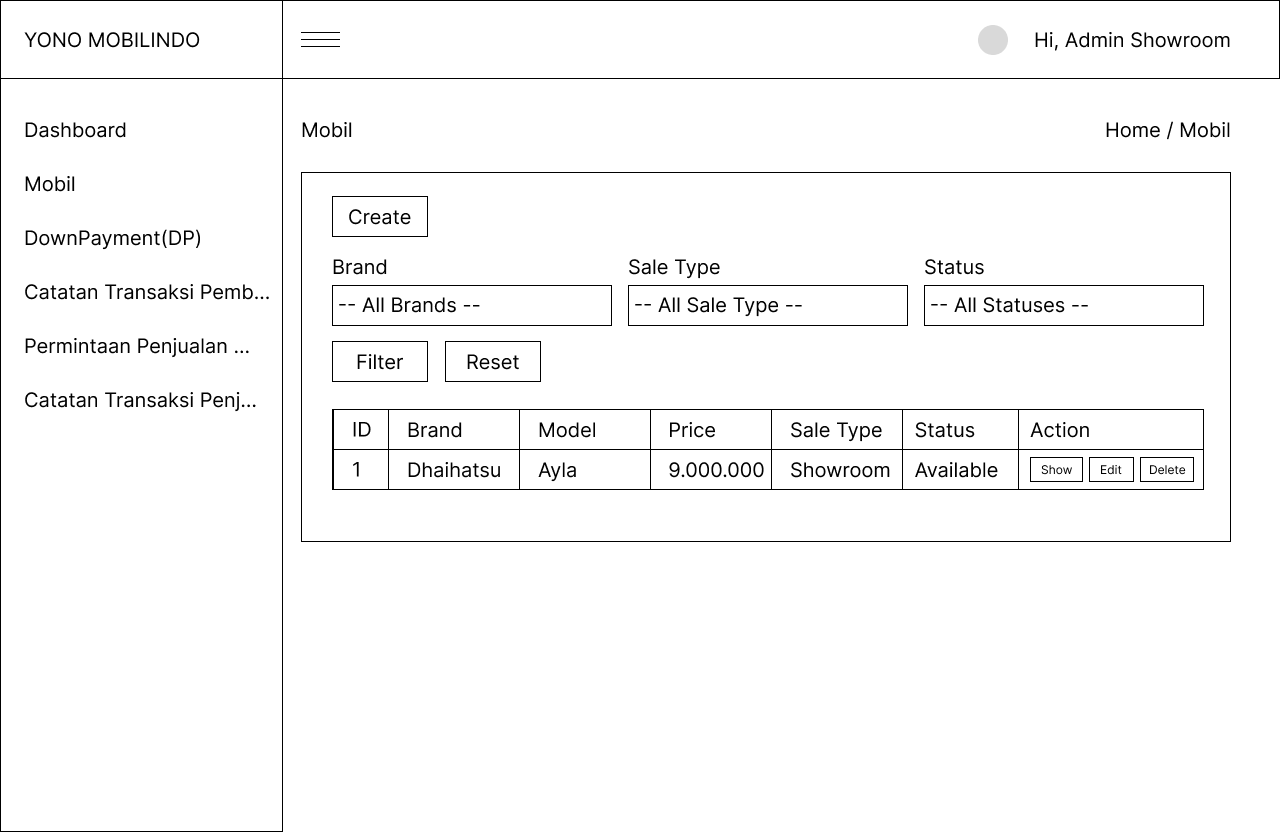 YONO MOBILINDO
Hi, Admin Showroom
Dashboard
Mobil
DownPayment(DP)
Catatan Transaksi Pemb...
Permintaan Penjualan ...
Catatan Transaksi Penj...
Mobil
Home / Mobil
Create
Brand Sale Type Status
-- All Brands -- -- All Sale Type -- -- All Statuses --
Filter Reset
ID Brand Model Price Sale Type Status Action
1 Dhaihatsu Ayla 9.000.000 Showroom Available Show Edit Delete